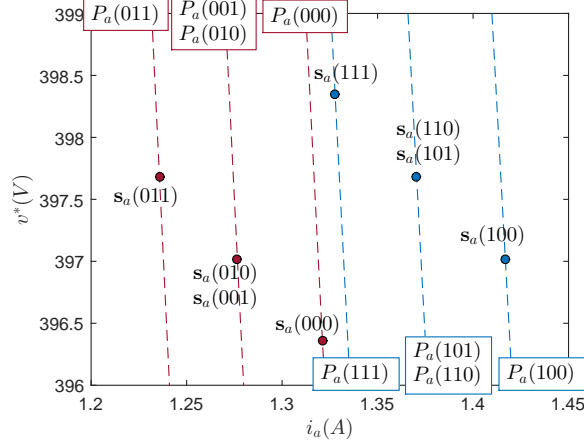 P_a(011)
P_a(001)
P_a(010)
P_a(000)
399
398.5
398
397.5
397
396.5
396
v*(V)
s_a(111)
s_a(110)
s_a(101)
s_a(011)
s_a(100)
s_a(010)
s_a(001)
s_a(000)
P_a(111)
P_a(101)
P_a(110)
P_a(100)
1.2
1.25
1.3
1.35
1.4
1.45
i_a(A)